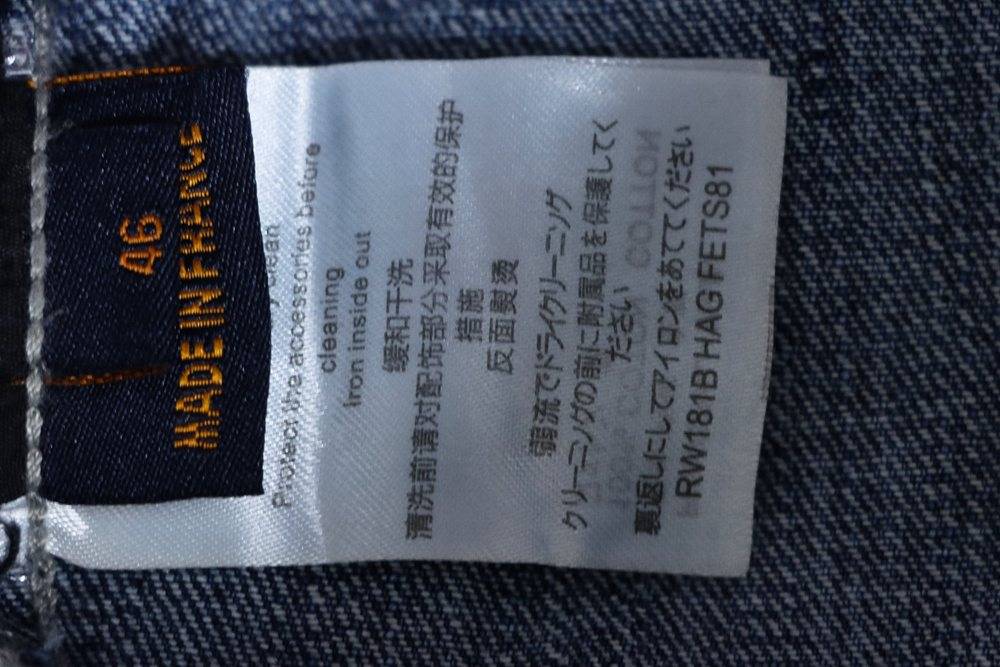 46
MADE IN FRANCE
clean
Protect the accessories before
cleaning
Iron inside out
缓和干洗
清洗前请对配饰部分采取有效的保护
措施
反面熨烫
弱流でドライクリーニング
クリーニングの前に附属品を保護してく
ださい
裏返しにしてアイロンをあててください
RW181B HAG FETS81